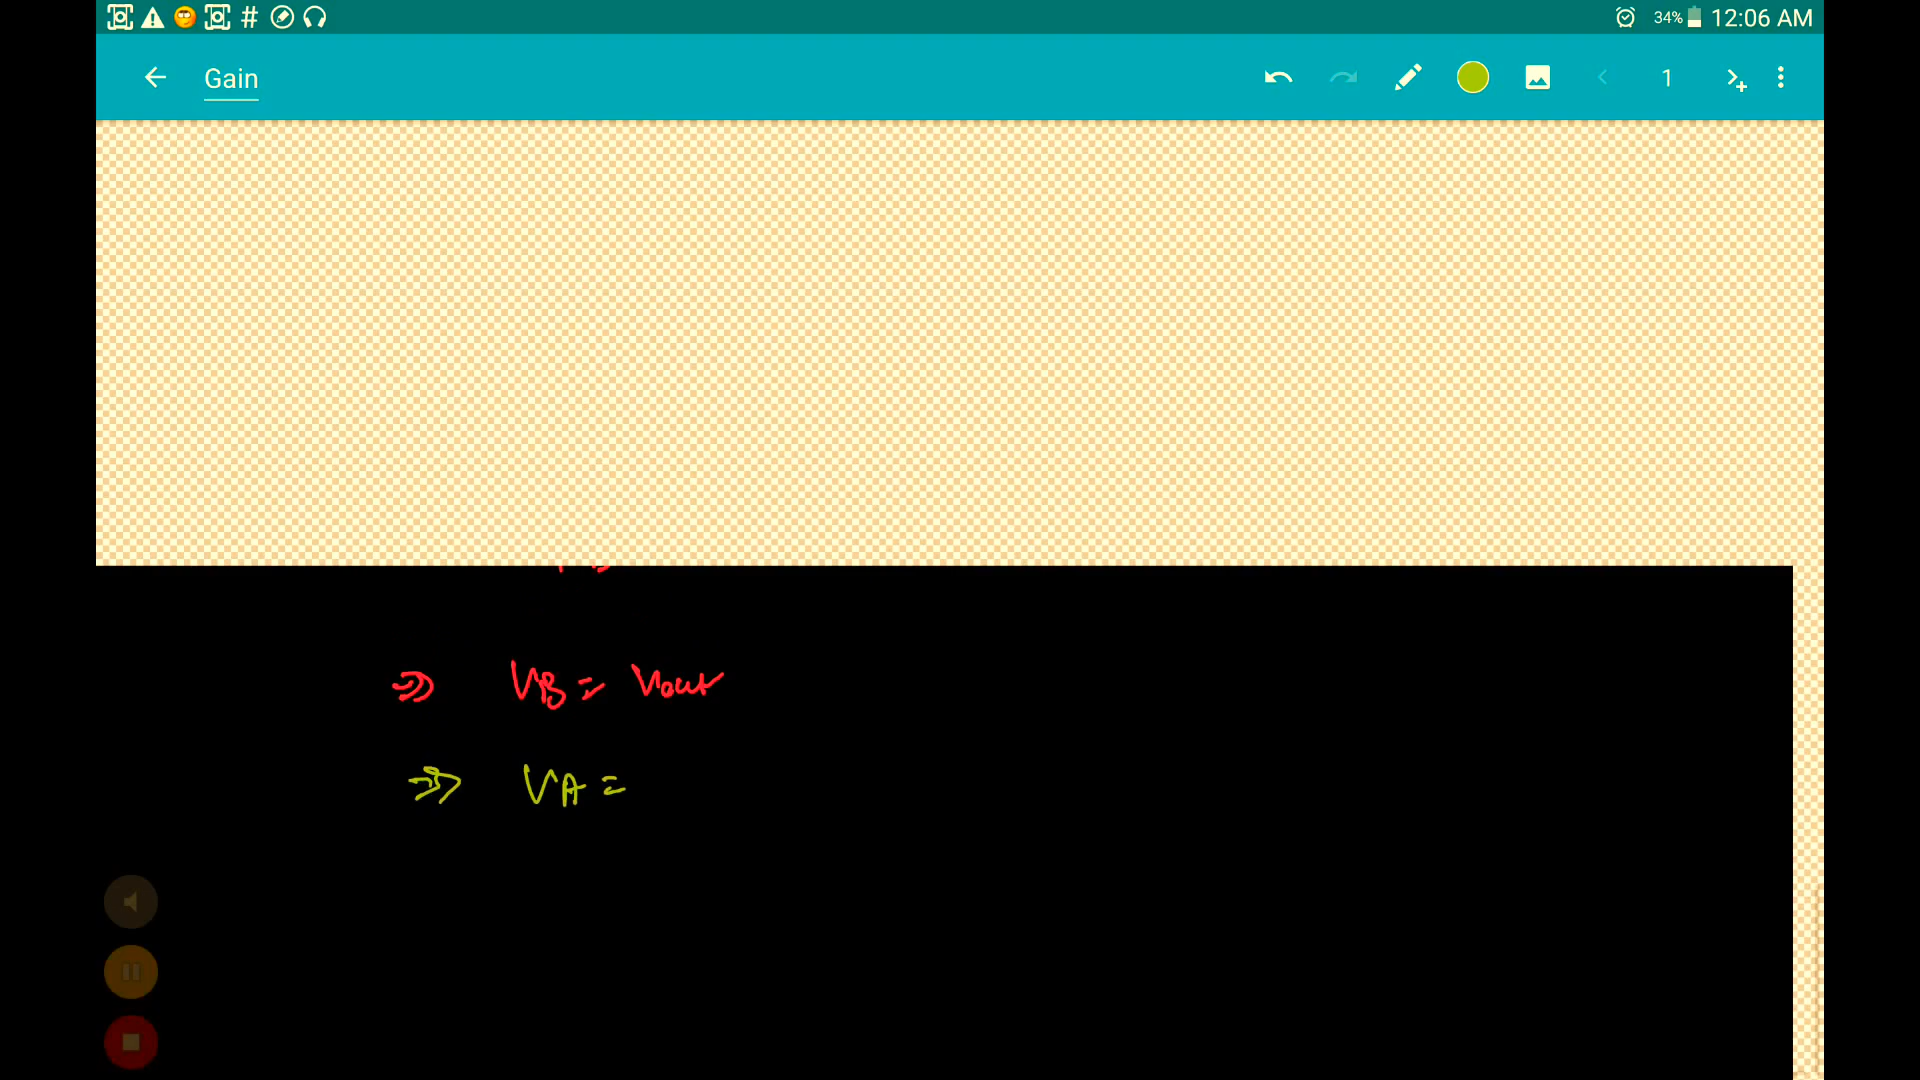 34% 12:06 AM
Gain 1
⇒ VB = Vout
⇒ VA =